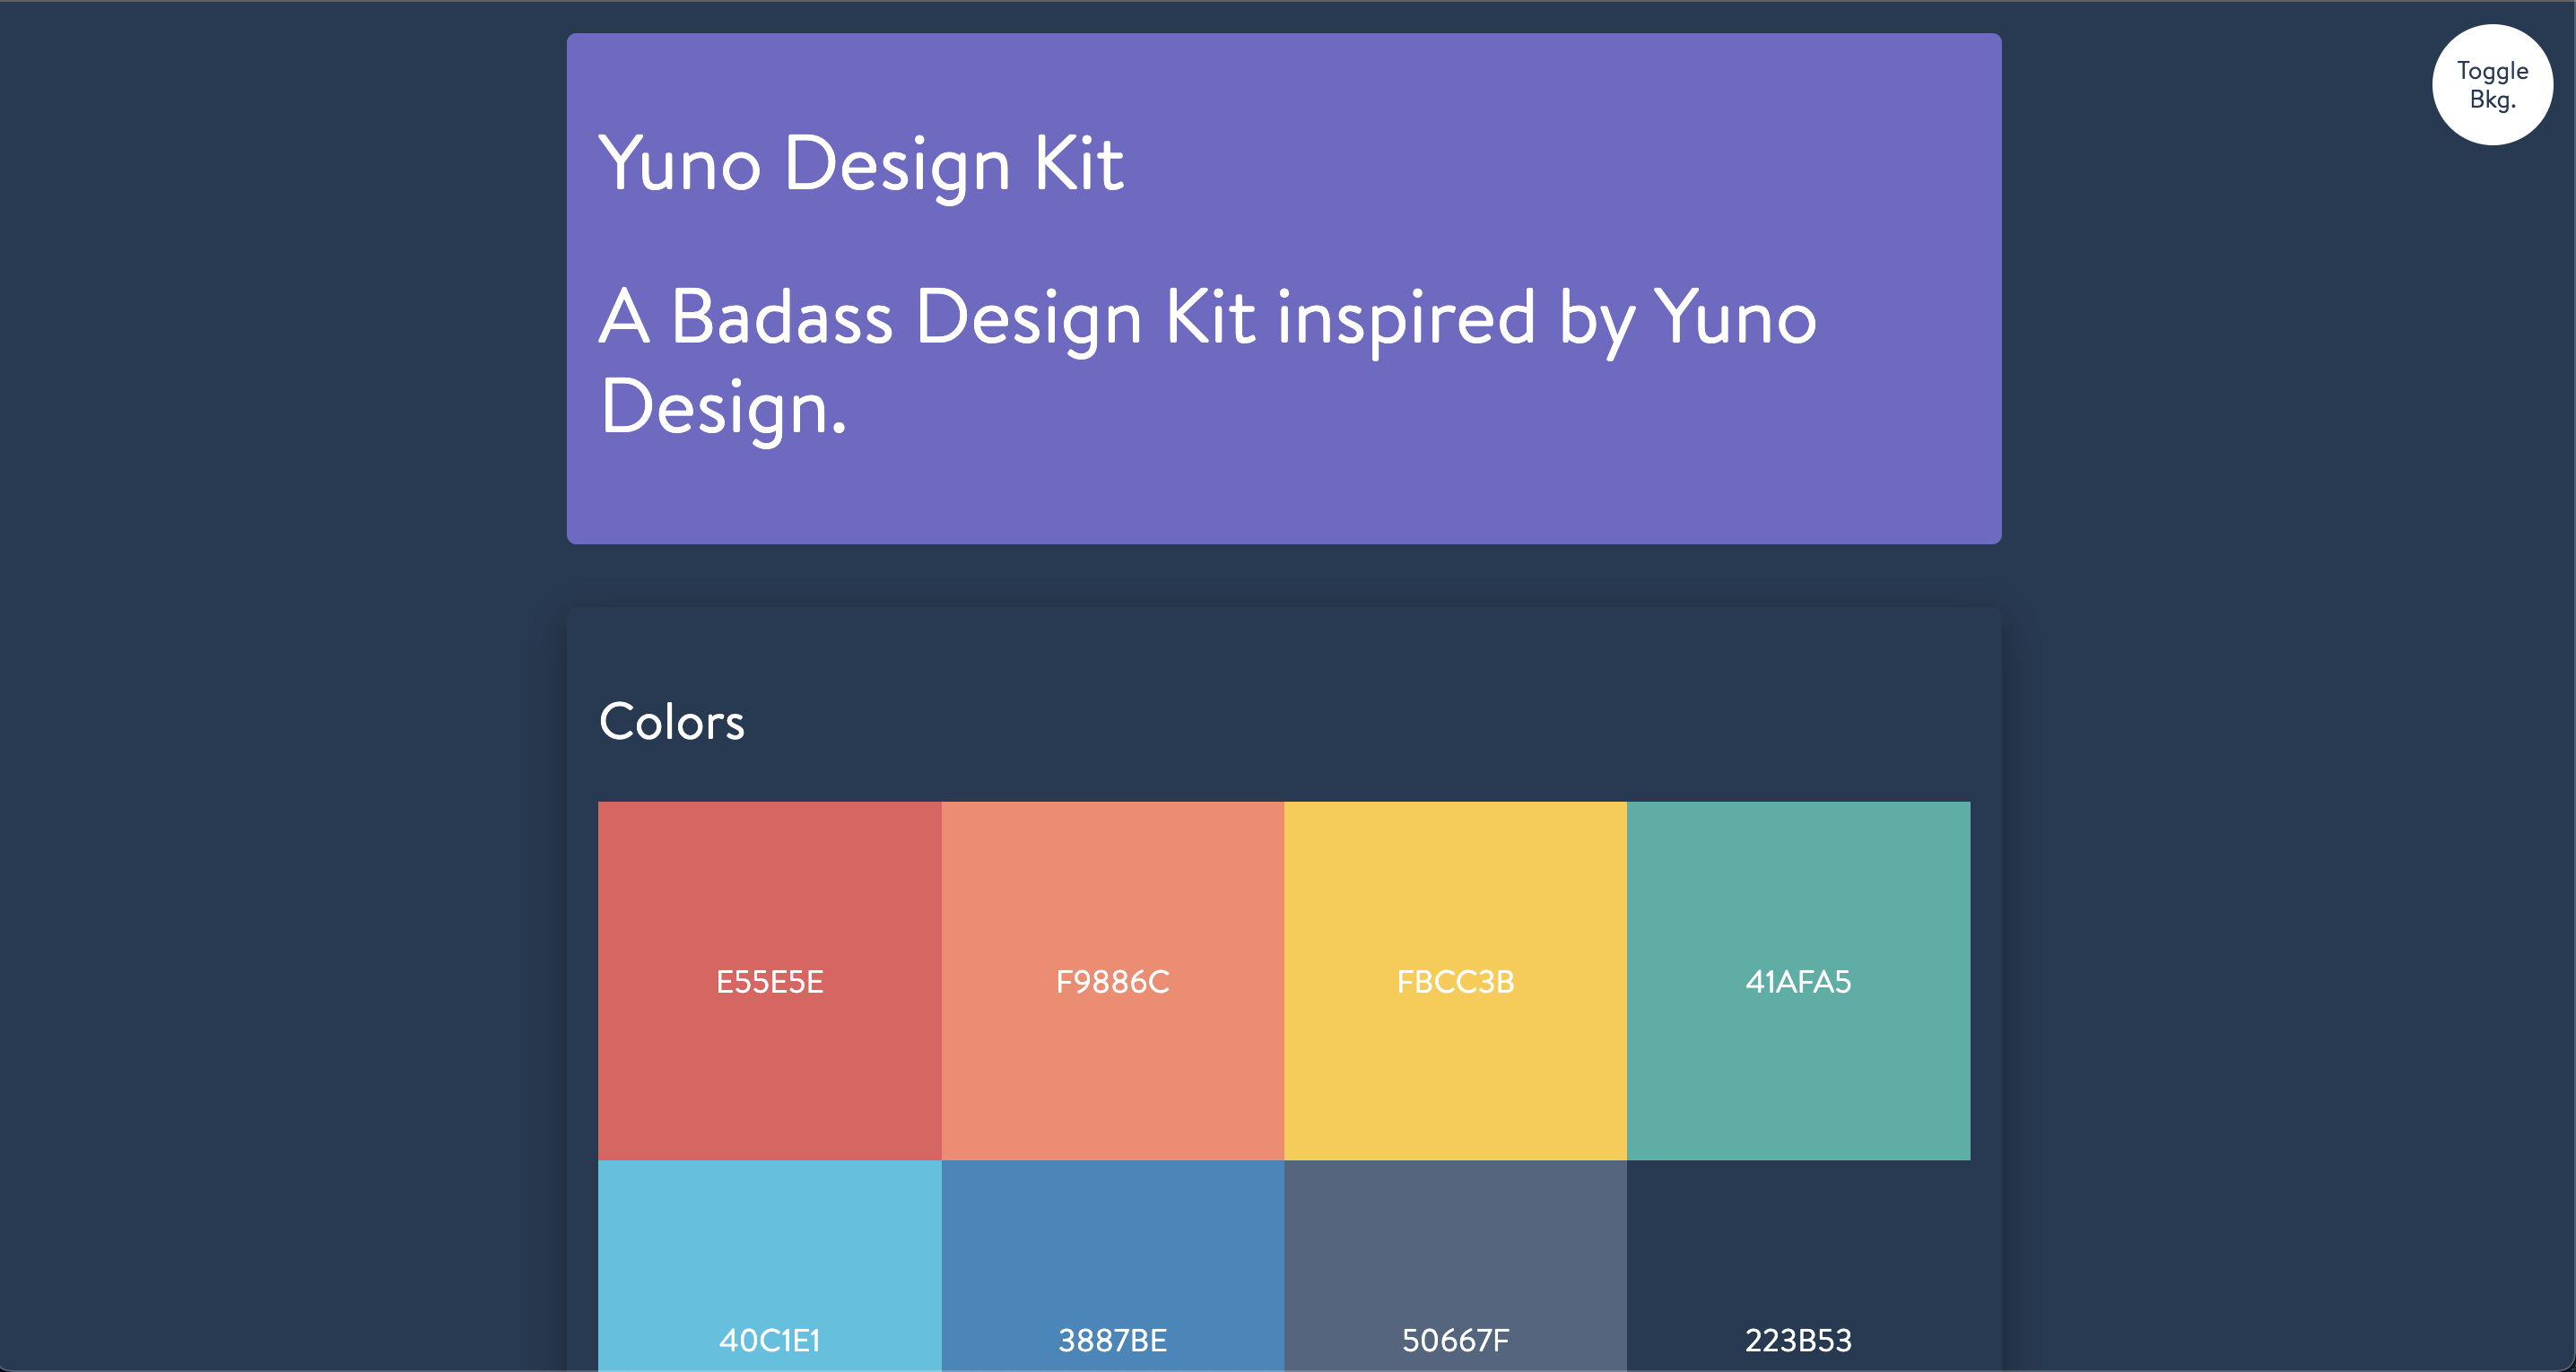 Toggle
Bkg.
Yuno Design Kit
A Badass Design Kit inspired by Yuno
Design.
Colors
E55E5E
F9886C
FBCC3B
41AFA5
40C1E1
3887BE
50667F
223B53